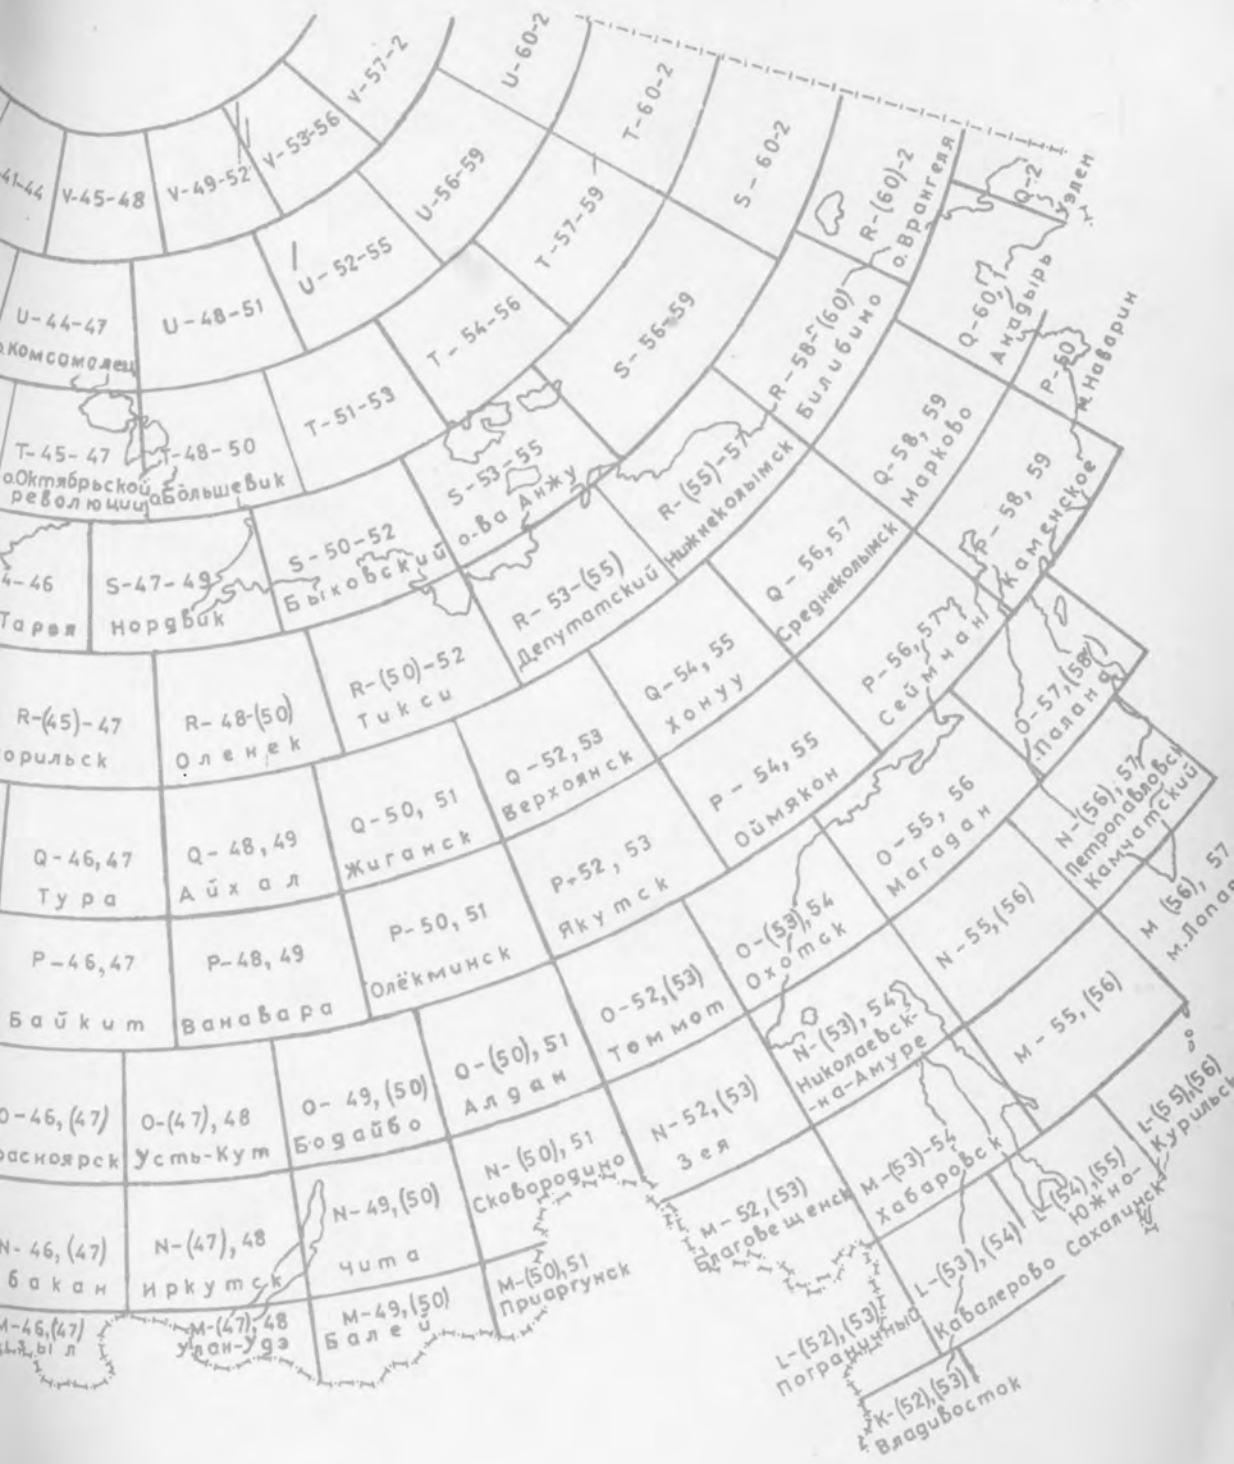 V-45-48
V-49-52
V-53-56
V-57-2
U-60-2
T-60-2
S-60-2
R-(60)-2
о. Врангеля
Q-2
Уэлен
U-44-47
U-48-51
U-52-55
U-56-59
T-57-59
Q-60,1
Анадырь
T-45-47
о.Октябрьской
революции
T-48-50
о.Большевик
T-51-53
T-54-56
S-56-59
R-58-(60)
Билибино
P-60
м.Наварин
S-47-49
Нордвик
S-50-52
Быковский
S-53-55
о-ва Анжу
R-(55)-57
Нижнеколымск
Q-58, 59
Марково
P-58, 59
Каменское
R-(45)-47
R-48-(50)
Оленек
R-(50)-52
Тикси
R-53-(55)
Депутатский
Q-54, 55
Хонуу
Q-56, 57
Среднеколымск
P-56, 57
Сеймчан
O-57,(58)
Палана
Q-46,47
Тура
Q-48,49
Айхал
Q-50, 51
Жиганск
Q-52, 53
Верхоянск
P-54, 55
Оймякон
O-55, 56
Магадан
N-(56), 57
Петропавловск
Камчатский
P-46,47
Байкит
P-48, 49
Ванавара
P-50, 51
Олёкминск
P-52, 53
Якутск
O-(53), 54
Охотск
N-55,(56)
M (56), 57
O-46,(47)
O-(47), 48
Усть-Кут
O-49,(50)
Бодайбо
O-(50), 51
Алдан
O-52,(53)
Томмот
N-(53), 54
Николаевск-
-на-Амуре
M-55,(56)
N-46,(47)
N-(47), 48
Иркутск
N-49,(50)
Чита
N-(50), 51
Сковородино
N-52,(53)
Зея
M-(53)-54
Хабаровск
L-(54),(55)
Южно-
Сахалинск
L-(55),(56)
Курильск
M-46,(47)
M-(47), 48
Улан-Удэ
M-49,(50)
Балей
M-(50),51
Приаргунск
M-52,(53)
Благовещенск
L-(52),(53)
Пограничный
L-(53),(54)
Кавалерово
K-(52),(53)
Владивосток